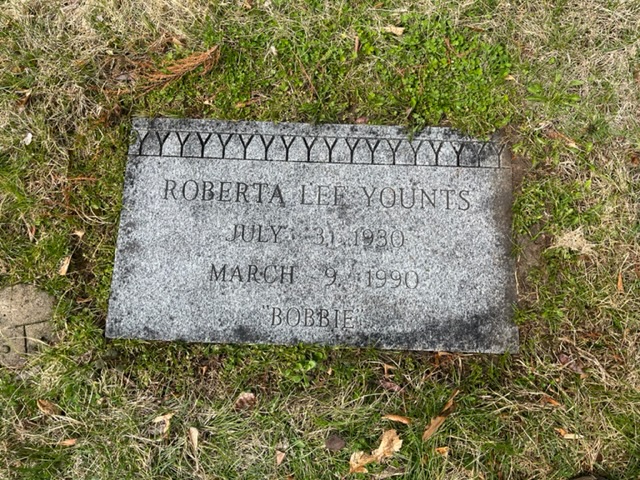 ROBERTA LEE YOUNTS
JULY 31, 1930
MARCH 9, 1990
"BOBBIE"